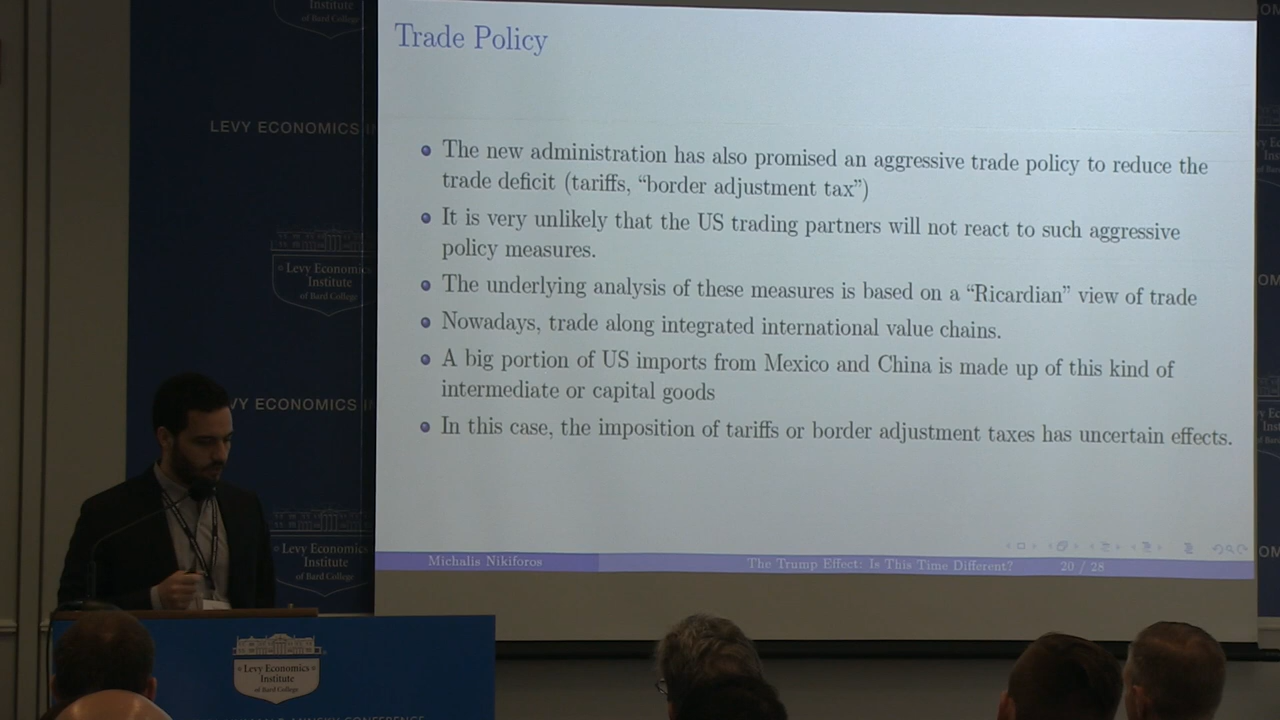 Institute
of Bard College
LEVY ECONOMICS I
Levy Economics
Institute
of Bard College
VY ECONOMICS I
Levy Economics
Institute
of Bard College
Trade Policy
The new administration has also promised an aggressive trade policy to reduce the
trade deficit (tariffs, “border adjustment tax”)
It is very unlikely that the US trading partners will not react to such aggressive
policy measures.
The underlying analysis of these measures is based on a “Ricardian” view of trade
Nowadays, trade along integrated international value chains.
A big portion of US imports from Mexico and China is made up of this kind of
intermediate or capital goods
In this case, the imposition of tariffs or border adjustment taxes has uncertain effects.
Michalis Nikiforos
The Trump Effect: Is This Time Different?
20 / 28
Levy Economics
Institute
of Bard College
CONFERENCE